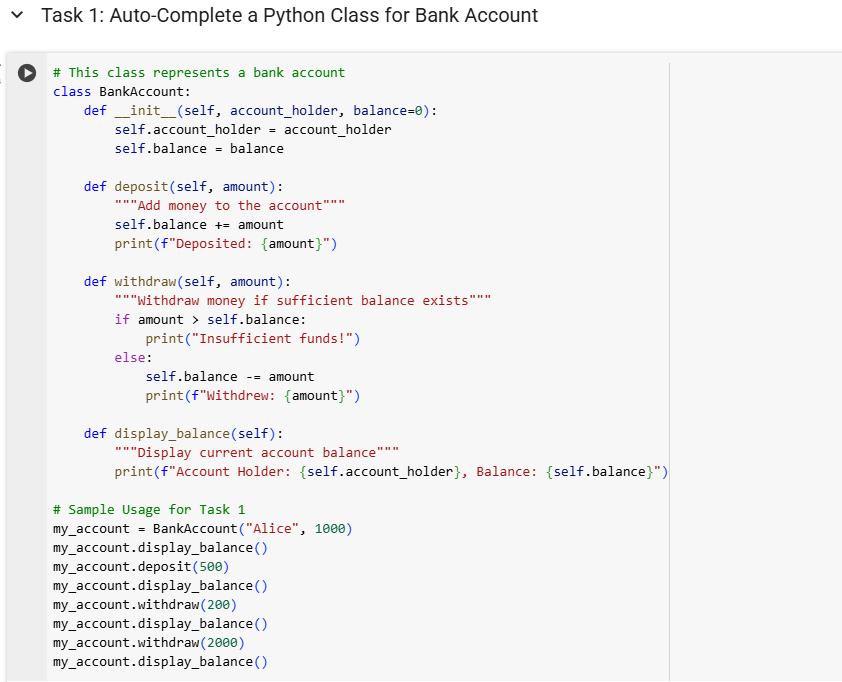 Task 1: Auto-Complete a Python Class for Bank Account
# This class represents a bank account
class BankAccount:
    def __init__(self, account_holder, balance=0):
        self.account_holder = account_holder
        self.balance = balance

    def deposit(self, amount):
        """Add money to the account"""
        self.balance += amount
        print(f"Deposited: {amount}")

    def withdraw(self, amount):
        """Withdraw money if sufficient balance exists"""
        if amount > self.balance:
            print("Insufficient funds!")
        else:
            self.balance -= amount
            print(f"Withdrew: {amount}")

    def display_balance(self):
        """Display current account balance"""
        print(f"Account Holder: {self.account_holder}, Balance: {self.balance}")

# Sample Usage for Task 1
my_account = BankAccount("Alice", 1000)
my_account.display_balance()
my_account.deposit(500)
my_account.display_balance()
my_account.withdraw(200)
my_account.display_balance()
my_account.withdraw(2000)
my_account.display_balance()